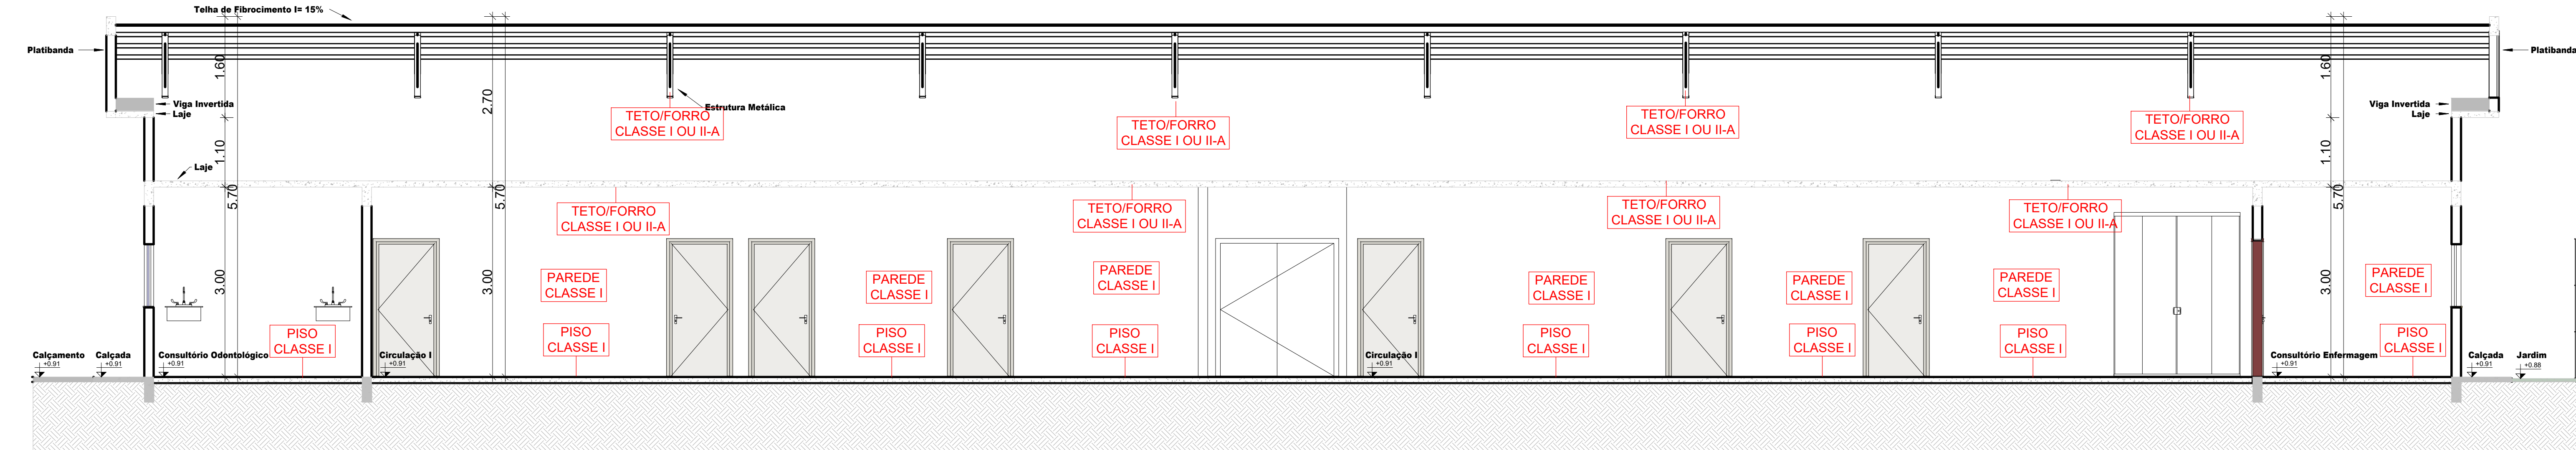 Telha de Fibrocimento I= 15%
Platibanda
Platibanda
1.60
2.70
1.60
Viga Invertida
Laje
Estrutura Metálica
Viga Invertida
Laje
TETO/FORRO
CLASSE I OU II-A
TETO/FORRO
CLASSE I OU II-A
TETO/FORRO
CLASSE I OU II-A
TETO/FORRO
CLASSE I OU II-A
1.10
1.10
Laje
5.70
5.70
5.70
TETO/FORRO
CLASSE I OU II-A
TETO/FORRO
CLASSE I OU II-A
TETO/FORRO
CLASSE I OU II-A
TETO/FORRO
CLASSE I OU II-A
3.00
3.00
3.00
PAREDE
CLASSE I
PAREDE
CLASSE I
PAREDE
CLASSE I
PAREDE
CLASSE I
PAREDE
CLASSE I
PAREDE
CLASSE I
PAREDE
CLASSE I
PISO
CLASSE I
PISO
CLASSE I
PISO
CLASSE I
PISO
CLASSE I
PISO
CLASSE I
PISO
CLASSE I
PISO
CLASSE I
PISO
CLASSE I
Calçamento
+0.91
Calçada
+0.91
Consultório Odontológico
+0.91
Circulação I
+0.91
Circulação I
+0.91
Consultório Enfermagem
+0.91
Calçada
+0.91
Jardim
+0.88